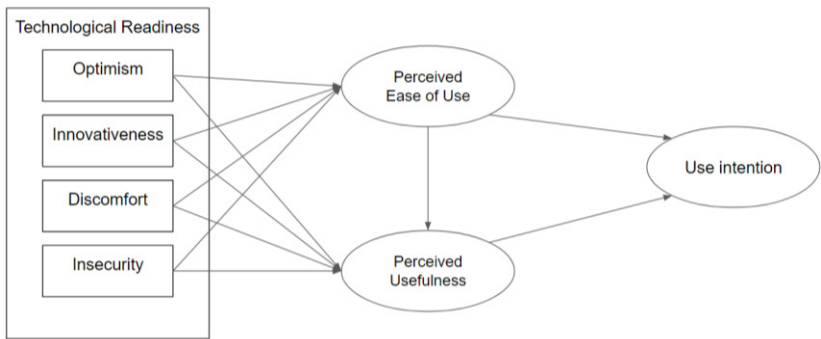 Technological Readiness
Optimism
Innovativeness
Discomfort
Insecurity
Perceived
Ease of Use
Perceived
Usefulness
Use intention